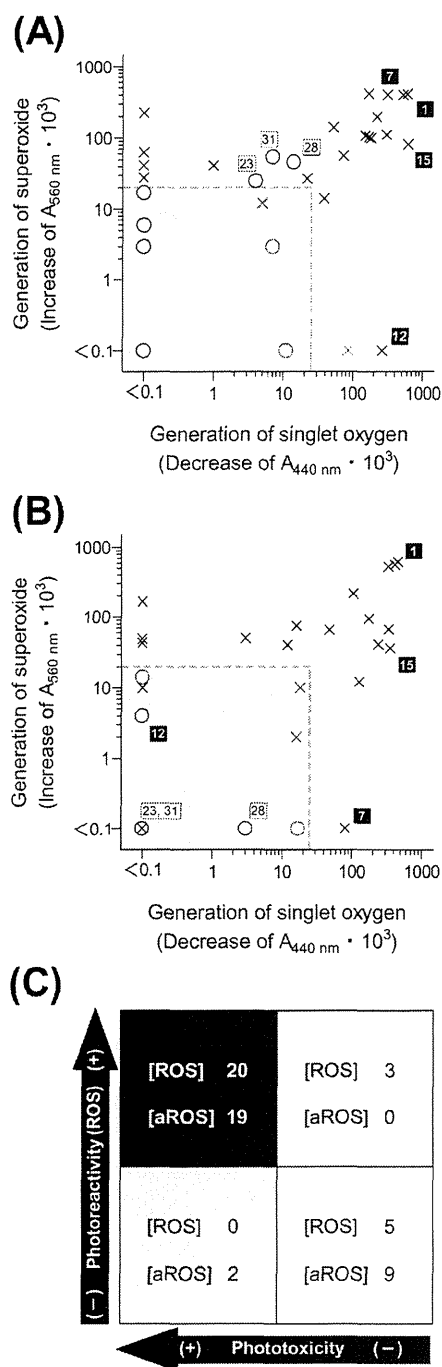 (A)
Generation of superoxide
(Increase of A560 nm · 10³)
1000
100
10
1
<0.1
7
1
15
31
28
23
12
<0.1
1
10
100
1000
Generation of singlet oxygen
(Decrease of A440 nm · 10³)
(B)
Generation of superoxide
(Increase of A560 nm · 10³)
1000
100
10
1
<0.1
1
15
12
23, 31
28
7
<0.1
1
10
100
1000
Generation of singlet oxygen
(Decrease of A440 nm · 10³)
(C)
Photoreactivity (ROS)
(+)
(−)
[ROS] 20
[aROS] 19
[ROS] 3
[aROS] 0
[ROS] 0
[aROS] 2
[ROS] 5
[aROS] 9
(+) Phototoxicity (−)